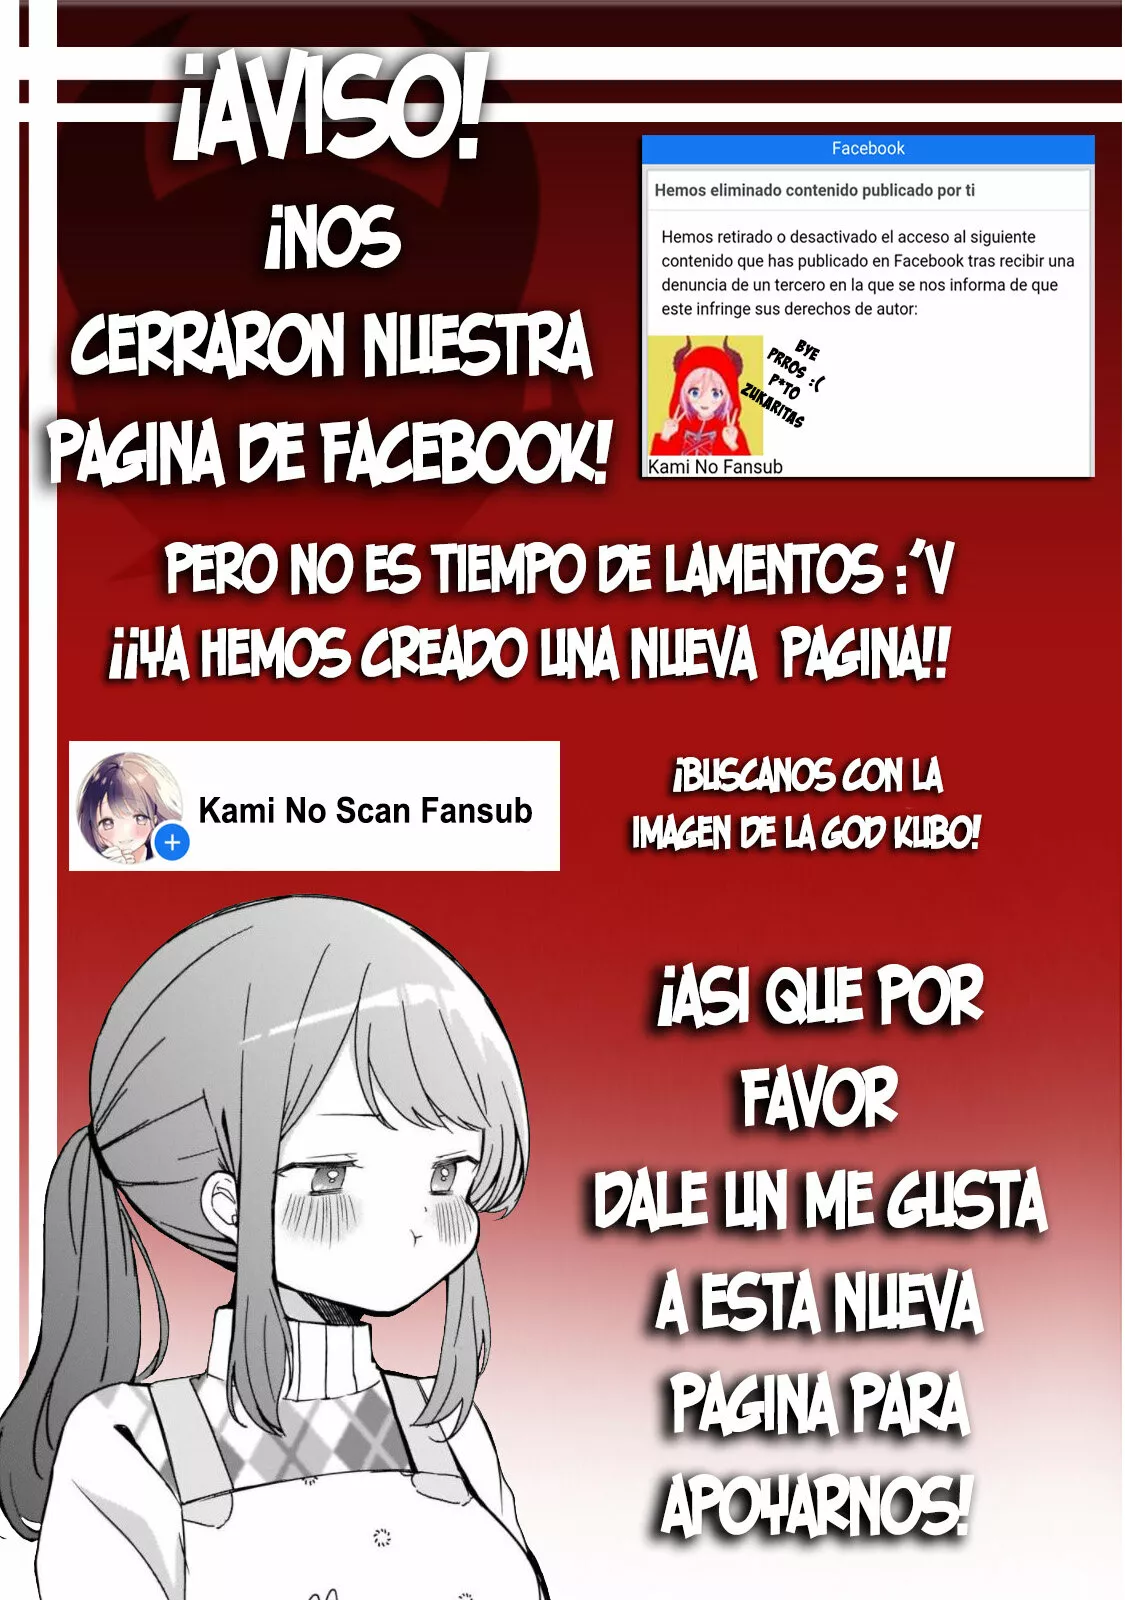 ¡AVISO!
¡NOS
CERRARON NUESTRA
PAGINA DE FACEBOOK!
Facebook
Hemos eliminado contenido publicado por ti
Hemos retirado o desactivado el acceso al siguiente
contenido que has publicado en Facebook tras recibir una
denuncia de un tercero en la que se nos informa de que
este infringe sus derechos de autor:
BYE
PRROS :(
P*TO
ZUKARITAS
Kami No Fansub
PERO NO ES TIEMPO DE LAMENTOS :´V
¡¡YA HEMOS CREADO UNA NUEVA PAGINA!!
Kami No Scan Fansub
¡BUSCANOS CON LA
IMAGEN DE LA GOD KUBO!
¡ASI QUE POR
FAVOR
DALE UN ME GUSTA
A ESTA NUEVA
PAGINA PARA
APOYARNOS!